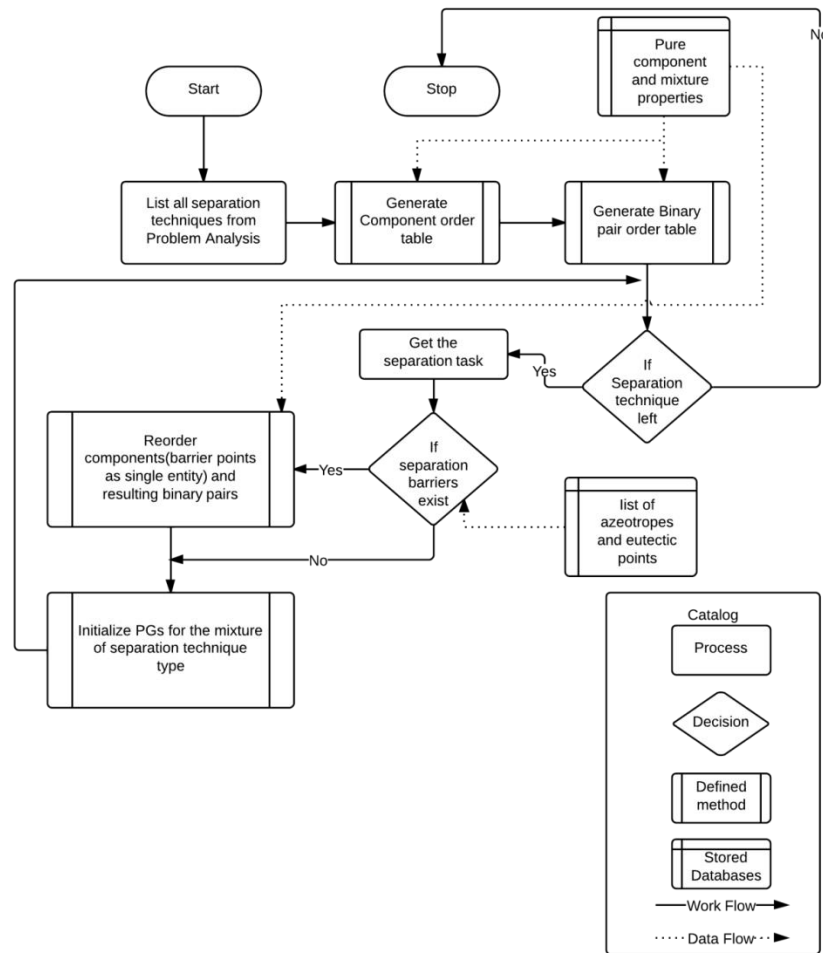 No
Pure
component
and mixture
properties
Start
Stop
List all separation
techniques from
Problem Analysis
Generate
Component order
table
Generate Binary
pair order table
Get the
separation task
Yes
If
Separation
technique
left
Reorder
components(barrier points
as single entity) and
resulting binary pairs
Yes
If
separation
barriers
exist
list of
azeotropes
and eutectic
points
No
Initialize PGs for the mixture
of separation technique
type
Catalog
Process
Decision
Defined
method
Stored
Databases
Work Flow
Data Flow